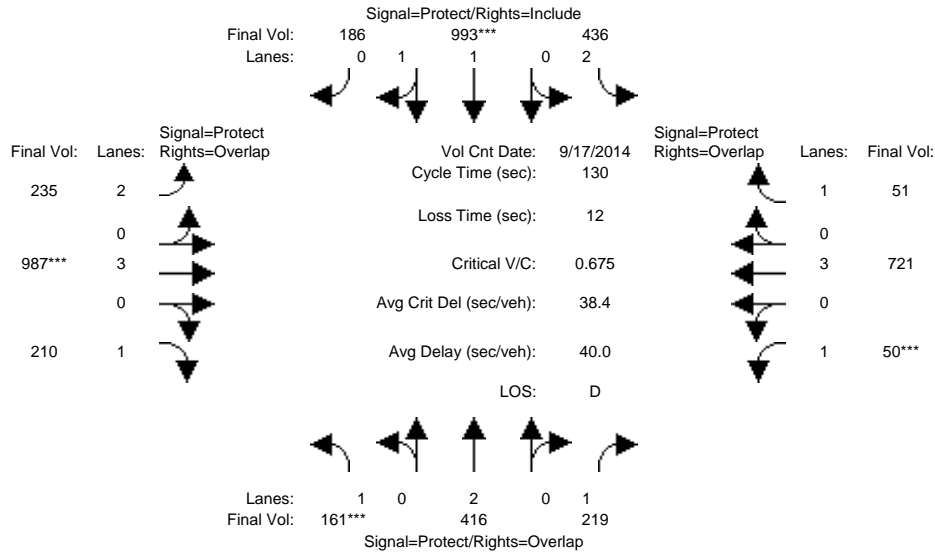 Signal=Protect/Rights=Include
Final Vol: 186 993*** 436
Lanes: 0 1 1 0 2
Signal=Protect Signal=Protect
Final Vol: Lanes: Rights=Overlap Vol Cnt Date: 9/17/2014 Rights=Overlap Lanes: Final Vol:
Cycle Time (sec): 130
235 2 1 51
Loss Time (sec): 12
0 0
987*** 3 Critical V/C: 0.675 3 721
0 Avg Crit Del (sec/veh): 38.4 0
210 1 Avg Delay (sec/veh): 40.0 1 50***
LOS: D
Lanes: 1 0 2 0 1
Final Vol: 161*** 416 219
Signal=Protect/Rights=Overlap